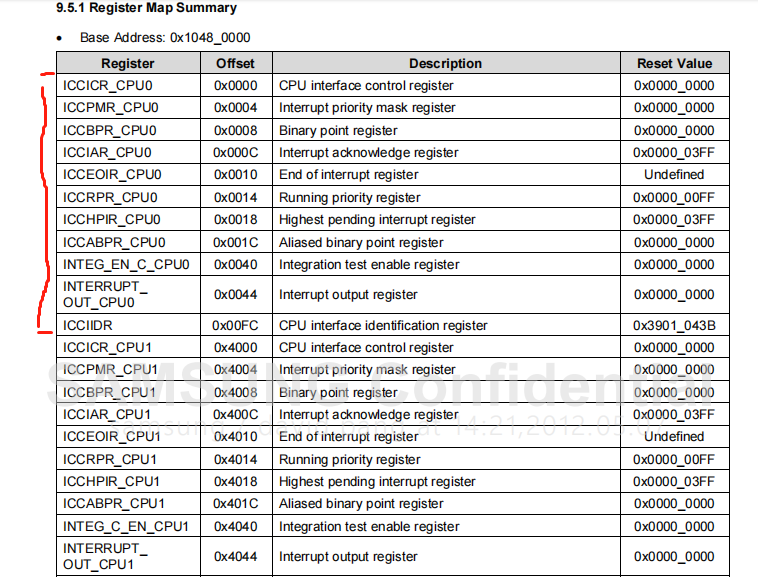 9.5.1 Register Map Summary
• Base Address: 0x1048_0000
Register Offset Description Reset Value
ICCICR_CPU0 0x0000 CPU interface control register 0x0000_0000
ICCPMR_CPU0 0x0004 Interrupt priority mask register 0x0000_0000
ICCBPR_CPU0 0x0008 Binary point register 0x0000_0000
ICCIAR_CPU0 0x000C Interrupt acknowledge register 0x0000_03FF
ICCEOIR_CPU0 0x0010 End of interrupt register Undefined
ICCRPR_CPU0 0x0014 Running priority register 0x0000_00FF
ICCHPIR_CPU0 0x0018 Highest pending interrupt register 0x0000_03FF
ICCABPR_CPU0 0x001C Aliased binary point register 0x0000_0000
INTEG_EN_C_CPU0 0x0040 Integration test enable register 0x0000_0000
INTERRUPT_
OUT_CPU0 0x0044 Interrupt output register 0x0000_0000
ICCIIDR 0x00FC CPU interface identification register 0x3901_043B
ICCICR_CPU1 0x4000 CPU interface control register 0x0000_0000
ICCPMR_CPU1 0x4004 Interrupt priority mask register 0x0000_0000
SAMSUNG Confidential
ICCBPR_CPU1 0x4008 Binary point register 0x0000_0000
ICCIAR_CPU1 0x400C Interrupt acknowledge register 0x0000_03FF
at 14:21,2012.05.07
ICCEOIR_CPU1 0x4010 End of interrupt register Undefined
ICCRPR_CPU1 0x4014 Running priority register 0x0000_00FF
ICCHPIR_CPU1 0x4018 Highest pending interrupt register 0x0000_03FF
ICCABPR_CPU1 0x401C Aliased binary point register 0x0000_0000
INTEG_C_EN_CPU1 0x4040 Integration test enable register 0x0000_0000
INTERRUPT_
OUT_CPU1 0x4044 Interrupt output register 0x0000_0000